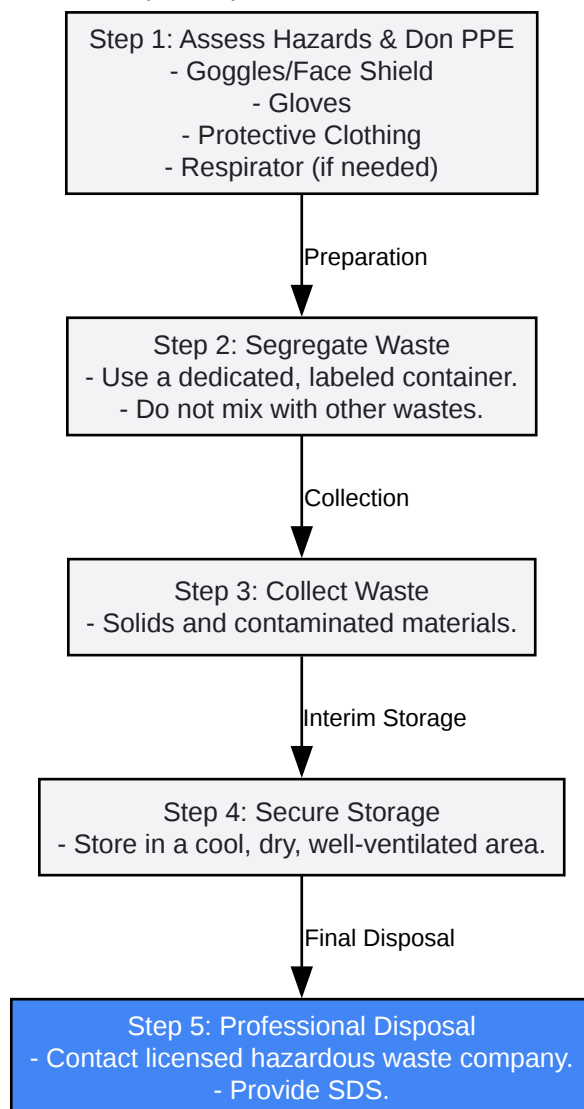 Step 1: Assess Hazards & Don PPE
- Goggles/Face Shield
- Gloves
- Protective Clothing
- Respirator (if needed)
Preparation
Step 2: Segregate Waste
- Use a dedicated, labeled container.
- Do not mix with other wastes.
Collection
Step 3: Collect Waste
- Solids and contaminated materials.
Interim Storage
Step 4: Secure Storage
- Store in a cool, dry, well-ventilated area.
Final Disposal
Step 5: Professional Disposal
- Contact licensed hazardous waste company.
- Provide SDS.